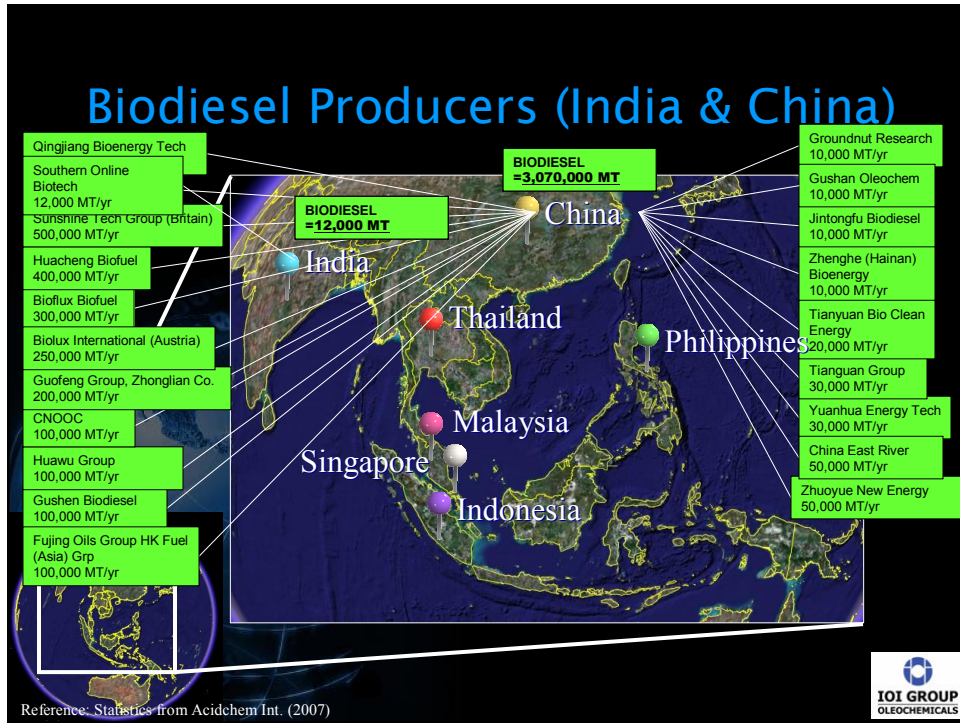 Biodiesel Producers (India & China)
Qingjiang Bioenergy Tech
Southern Online
Biotech
12,000 MT/yr
Sunshine Tech Group (Britain)
500,000 MT/yr
Huacheng Biofuel
400,000 MT/yr
Bioflux Biofuel
300,000 MT/yr
Biolux International (Austria)
250,000 MT/yr
Guofeng Group, Zhonglian Co.
200,000 MT/yr
CNOOC
100,000 MT/yr
Huawu Group
100,000 MT/yr
Gushen Biodiesel
100,000 MT/yr
Fujing Oils Group HK Fuel
(Asia) Grp
100,000 MT/yr
BIODIESEL
=12,000 MT
BIODIESEL
=3,070,000 MT
China
India
Thailand
Philippines
Malaysia
Singapore
Indonesia
Groundnut Research
10,000 MT/yr
Gushan Oleochem
10,000 MT/yr
Jintongfu Biodiesel
10,000 MT/yr
Zhenghe (Hainan)
Bioenergy
10,000 MT/yr
Tianyuan Bio Clean
Energy
20,000 MT/yr
Tianguan Group
30,000 MT/yr
Yuanhua Energy Tech
30,000 MT/yr
China East River
50,000 MT/yr
Zhuoyue New Energy
50,000 MT/yr
Reference: Statistics from Acidchem Int. (2007)
IOI GROUP
OLEOCHEMICALS